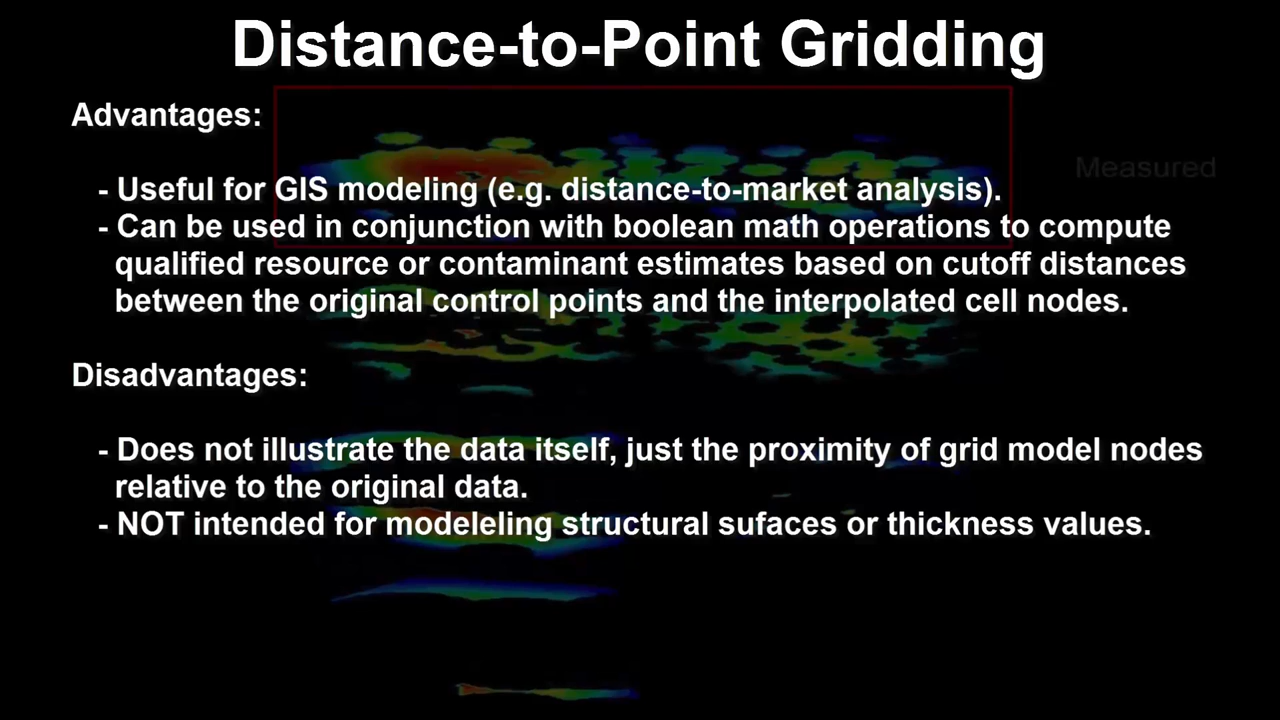 Distance-to-Point Gridding
Advantages:
Measured
- Useful for GIS modeling (e.g. distance-to-market analysis).
- Can be used in conjunction with boolean math operations to compute
qualified resource or contaminant estimates based on cutoff distances
between the original control points and the interpolated cell nodes.
Disadvantages:
- Does not illustrate the data itself, just the proximity of grid model nodes
relative to the original data.
- NOT intended for modeleling structural sufaces or thickness values.